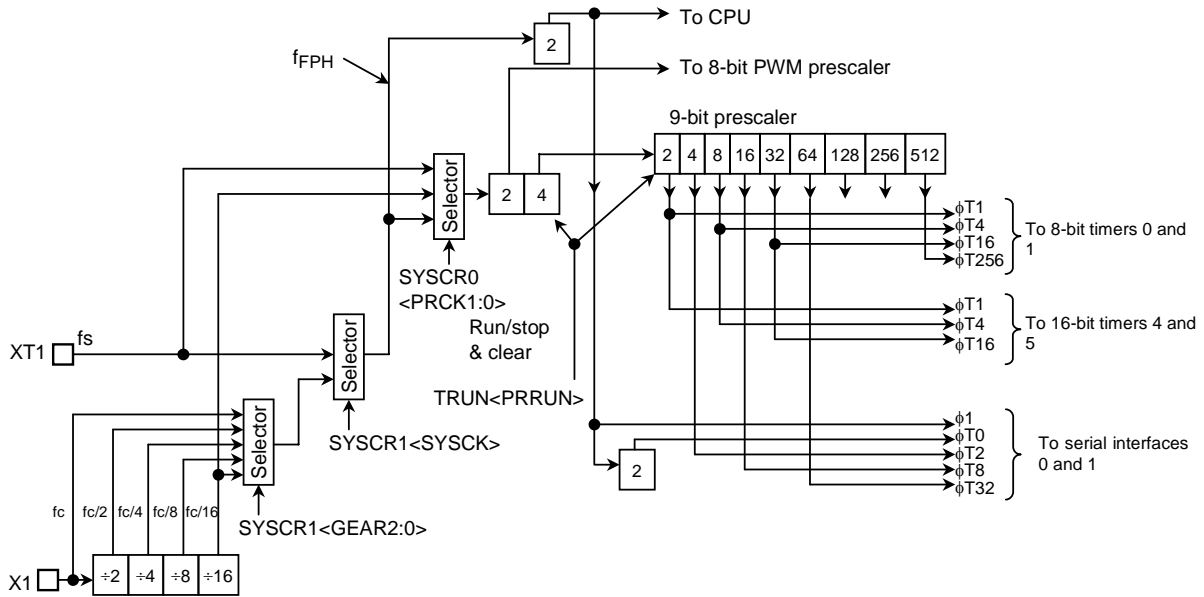 To CPU
2
fFPH
To 8-bit PWM prescaler
9-bit prescaler
2 4 8 16 32 64 128 256 512
Selector
2 4
ϕT1
ϕT4
ϕT16
ϕT256
To 8-bit timers 0 and
1
SYSCR0
<PRCK1:0>
Run/stop
& clear
ϕT1
ϕT4
ϕT16
To 16-bit timers 4 and
5
XT1
fs
Selector
TRUN<PRRUN>
SYSCR1<SYSCK>
Selector
ϕ1
ϕT0
ϕT2
ϕT8
ϕT32
To serial interfaces
0 and 1
2
fc fc/2 fc/4 fc/8 fc/16
SYSCR1<GEAR2:0>
X1
÷2 ÷4 ÷8 ÷16